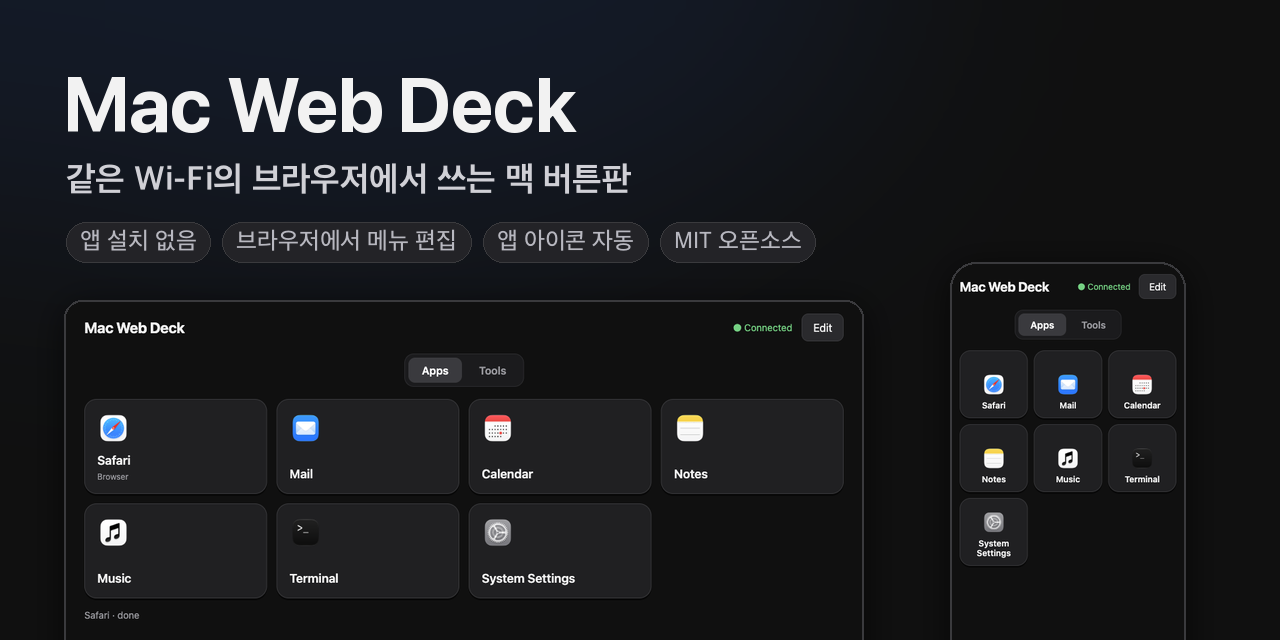 Mac Web Deck
같은 Wi-Fi의 브라우저에서 쓰는 맥 버튼판
앱 설치 없음 브라우저에서 메뉴 편집 앱 아이콘 자동 MIT 오픈소스
Mac Web Deck Connected Edit
Apps Tools
Safari
Browser
Mail
Calendar
Notes
Music
Terminal
System Settings
Safari · done
Mac Web Deck Connected Edit
Apps Tools
Safari Mail Calendar
Notes Music Terminal
System
Settings